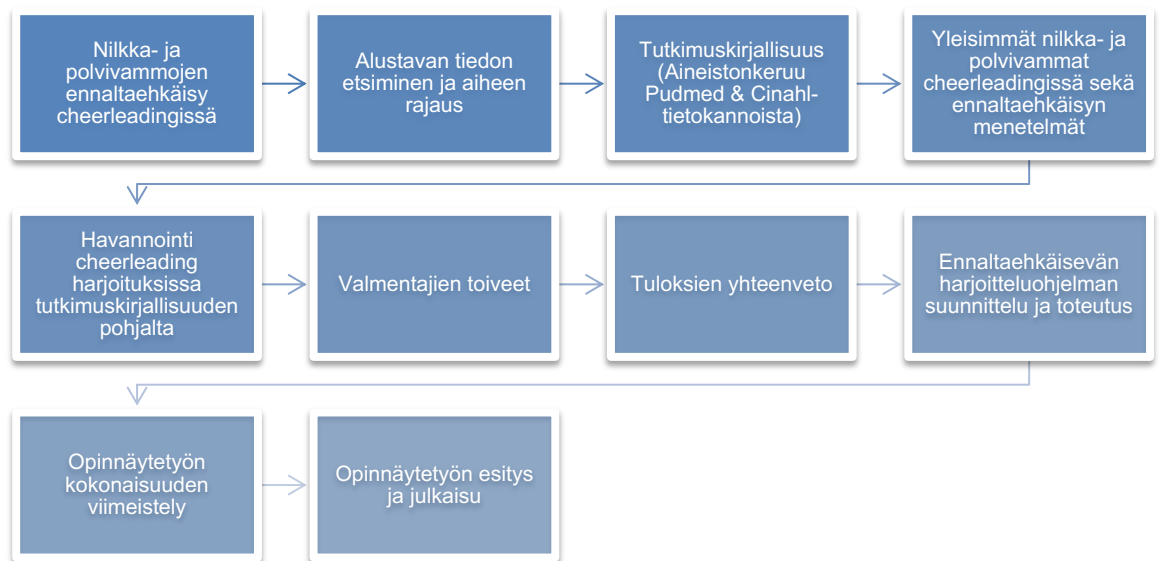 Nilkka- ja
polvivammojen
ennaltaehkäisy
cheerleadingissä
Alustavan tiedon
etsiminen ja aiheen
rajaus
Tutkimuskirjallisuus
(Aineistonkeruu
Pudmed & Cinahl-
tietokannoista)
Yleisimmät nilkka- ja
polvivammat
cheerleadingissä sekä
ennaltaehkäisyn
menetelmät
Havannointi
cheerleading
harjoituksissa
tutkimuskirjallisuuden
pohjalta
Valmentajien toiveet
Tuloksien yhteenveto
Ennaltaehkäisevän
harjoitteluohjelman
suunnittelu ja toteutus
Opinnäytetyön
kokonaisuuden
viimeistely
Opinnäytetyön esitys
ja julkaisu